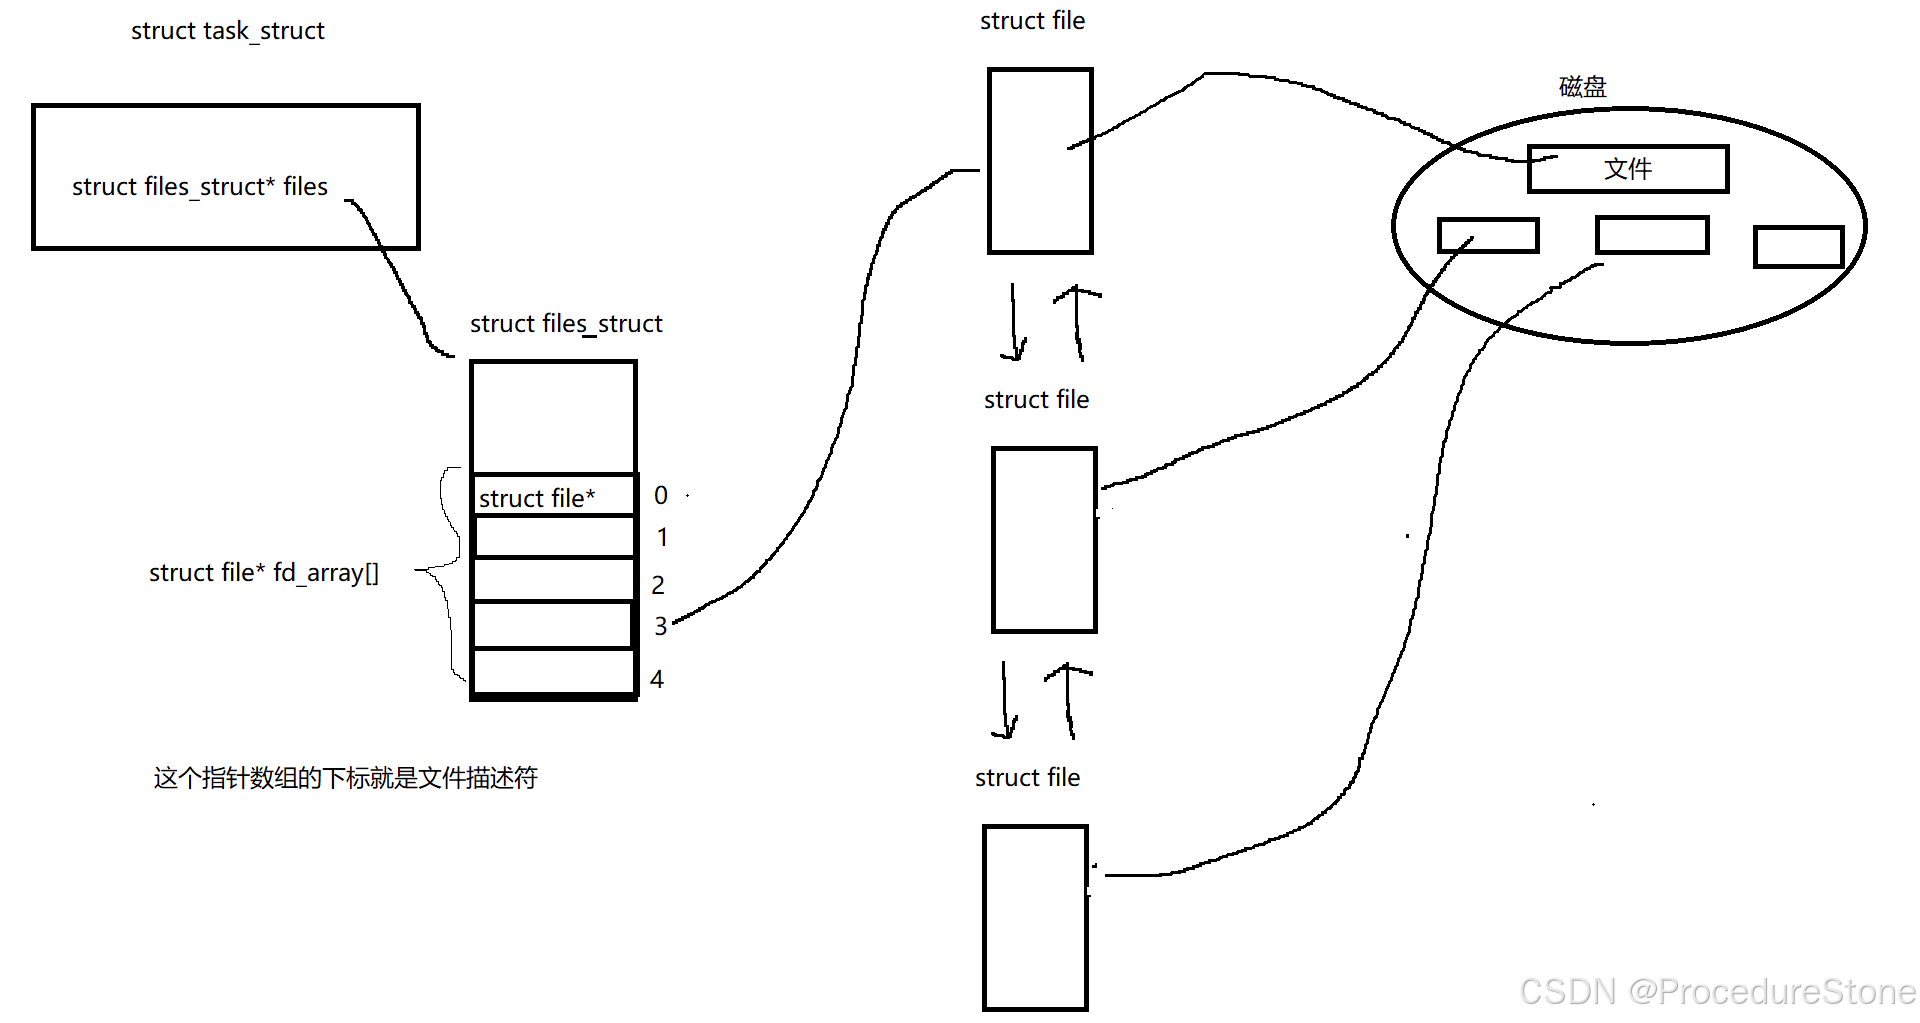 struct task_struct
struct files_struct* files
struct files_struct
struct file*
0
1
2
3
4
struct file* fd_array[]
这个指针数组的下标就是文件描述符
struct file
struct file
struct file
磁盘
文件
CSDN @ProcedureStone